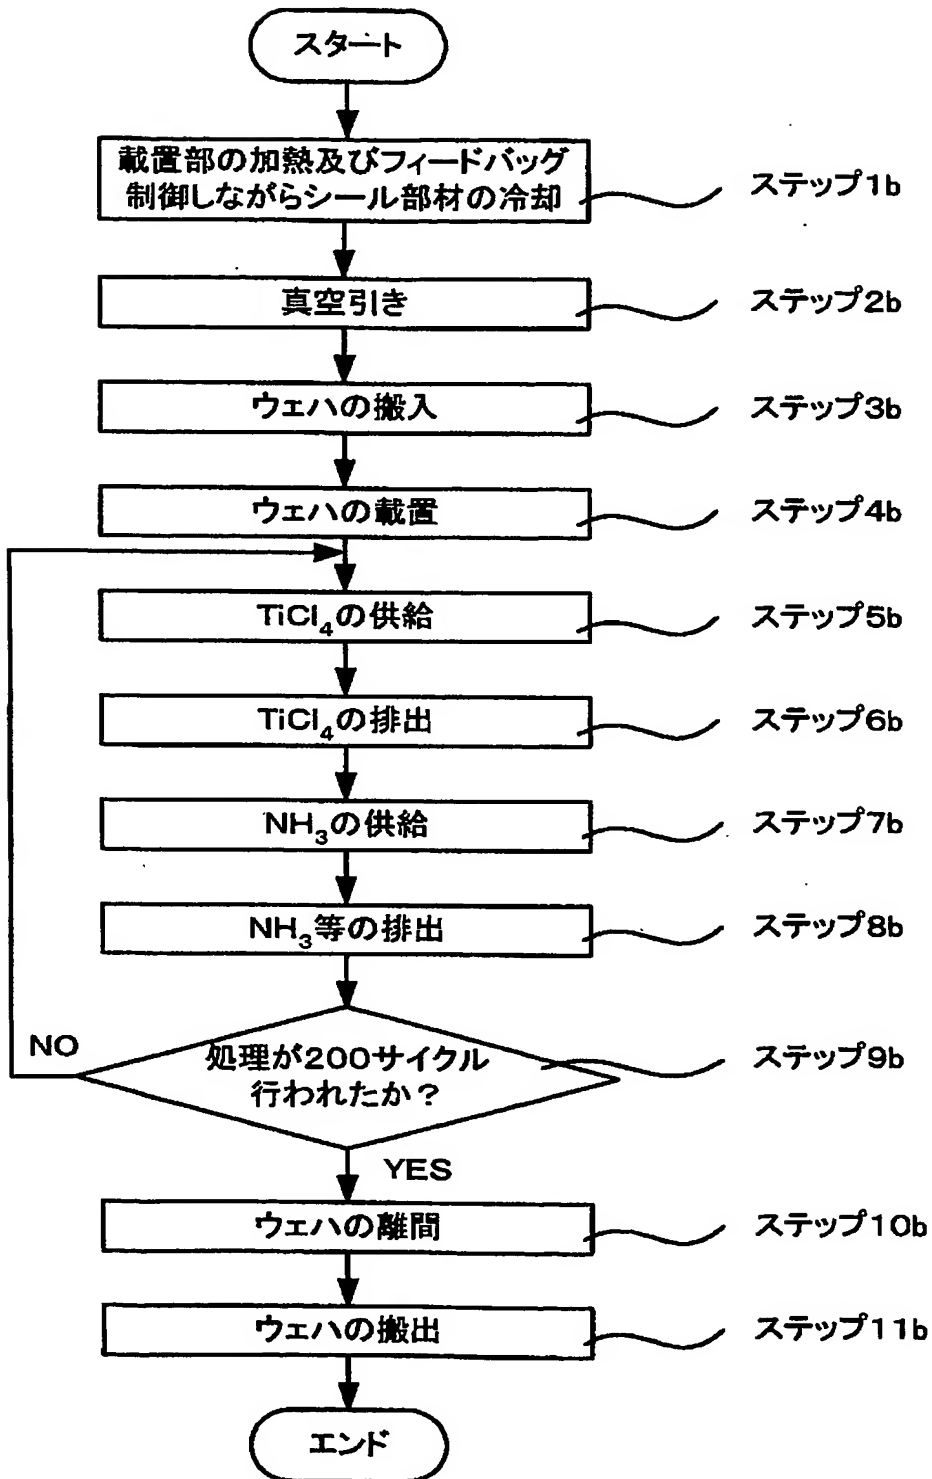 スタート
載置部の加熱及びフィードバッグ
制御しながらシール部材の冷却
ステップ1b
真空引き
ステップ2b
ウェハの搬入
ステップ3b
ウェハの載置
ステップ4b
TiCl₄の供給
ステップ5b
TiCl₄の排出
ステップ6b
NH₃の供給
ステップ7b
NH₃等の排出
ステップ8b
処理が200サイクル
行われたか？
ステップ9b
NO
YES
ウェハの離間
ステップ10b
ウェハの搬出
ステップ11b
エンド